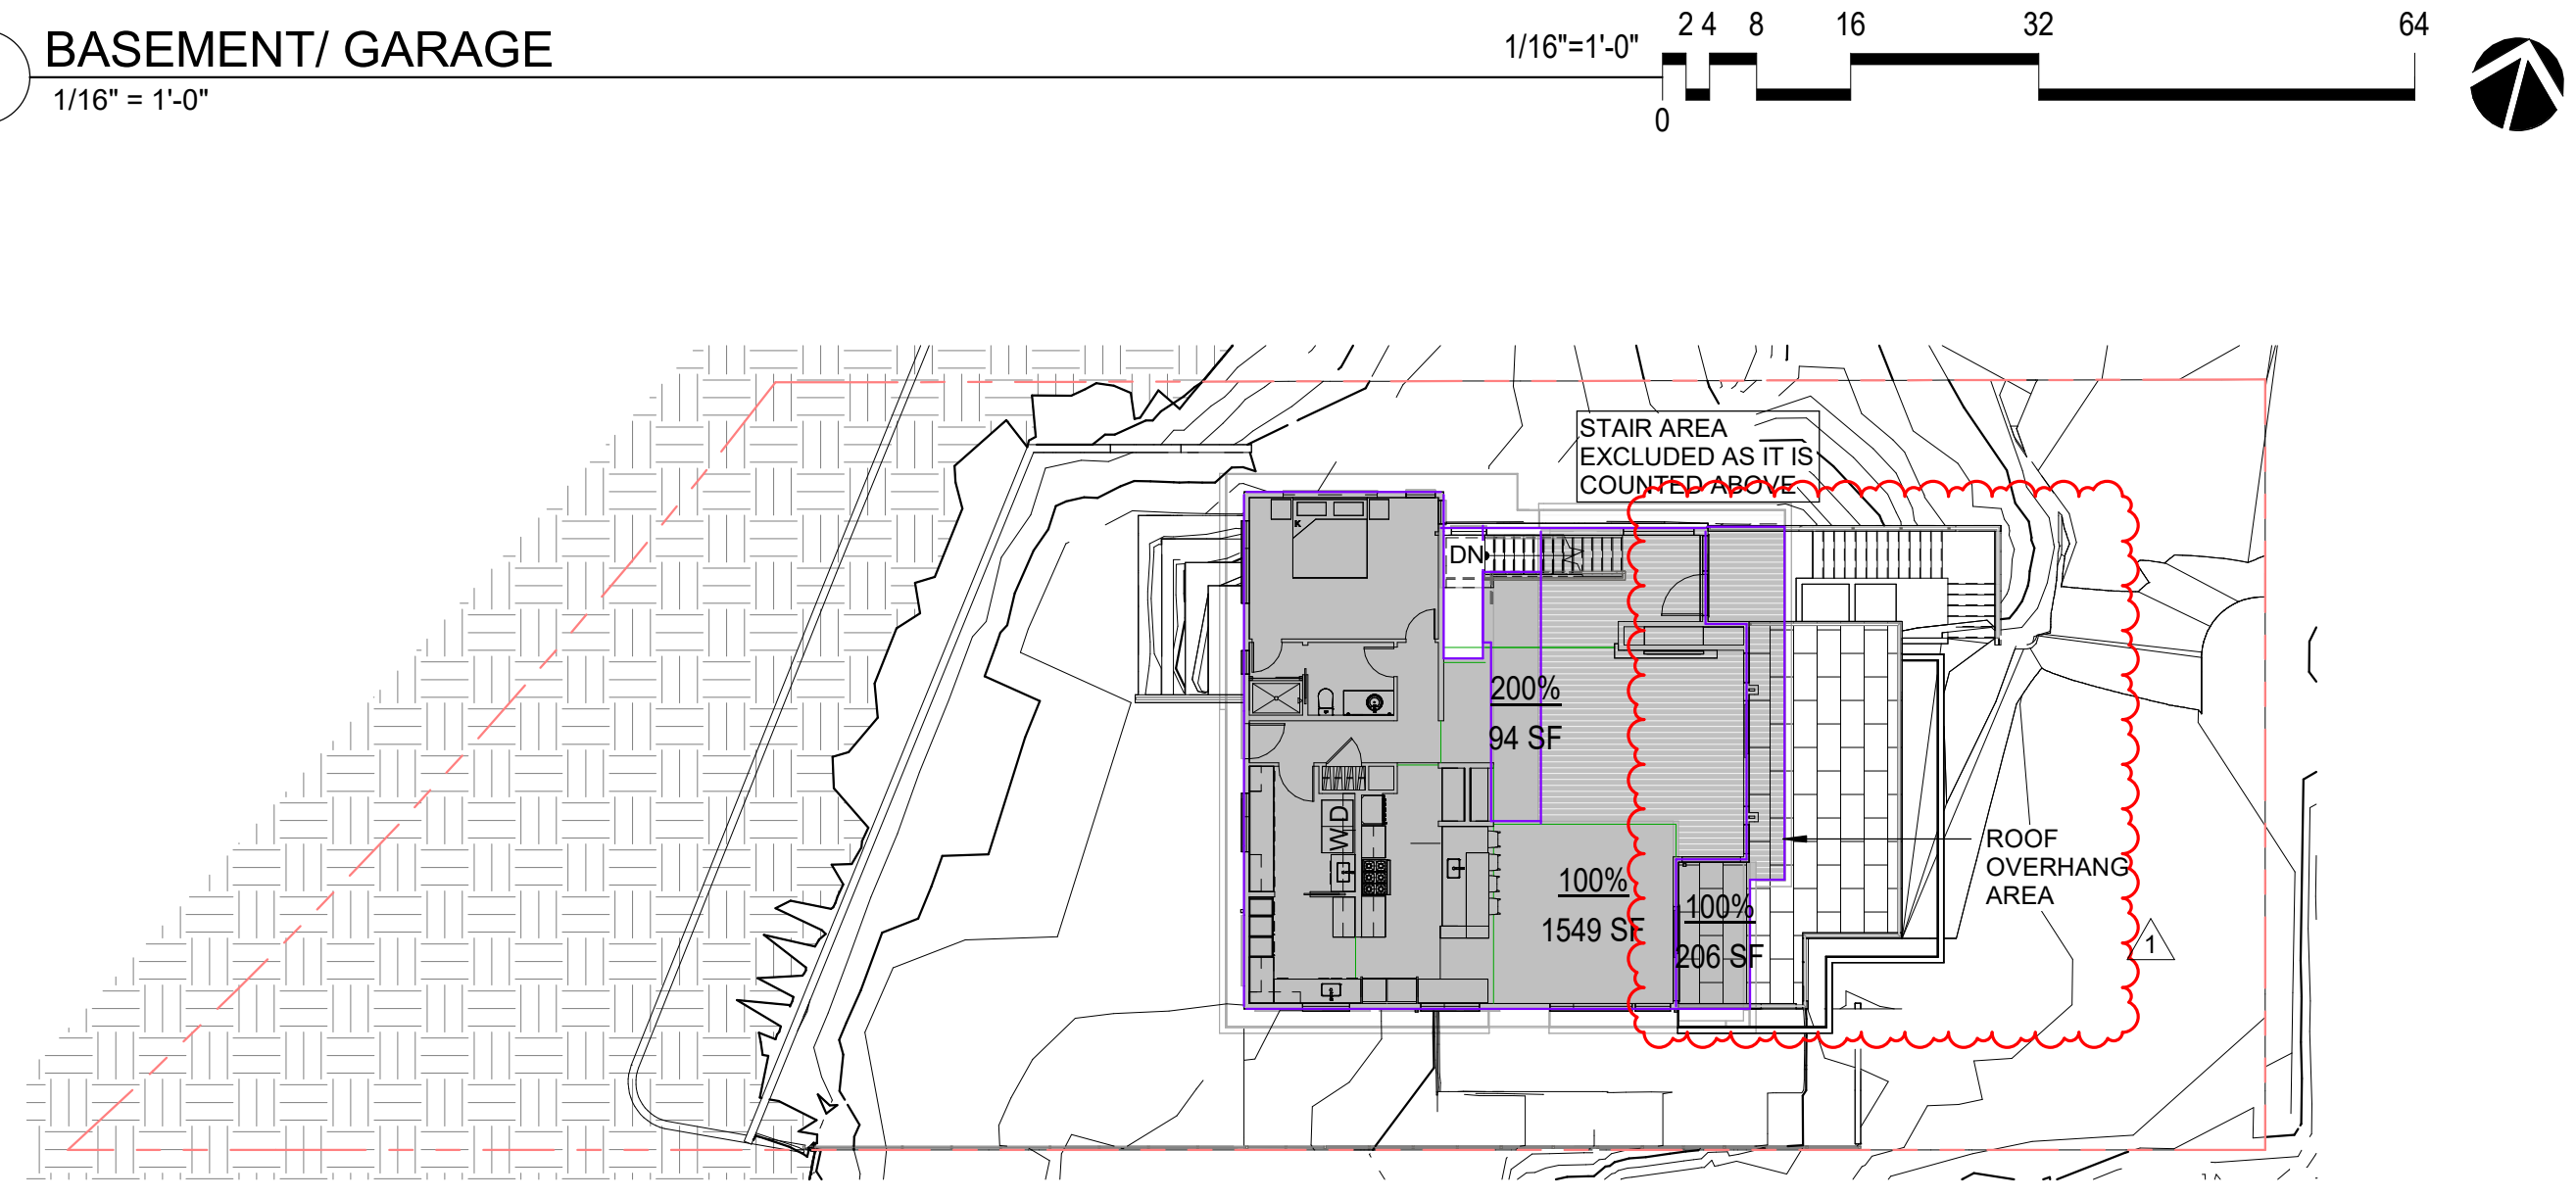 BASEMENT/ GARAGE
1/16" = 1'-0"
1/16"=1'-0"
2 4 8 16 32 64
0
STAIR AREA
EXCLUDED AS IT IS
COUNTED ABOVE
K
DN
200%
94 SF
WD
100%
1549 SF
100%
206 SF
ROOF
OVERHANG
AREA
1